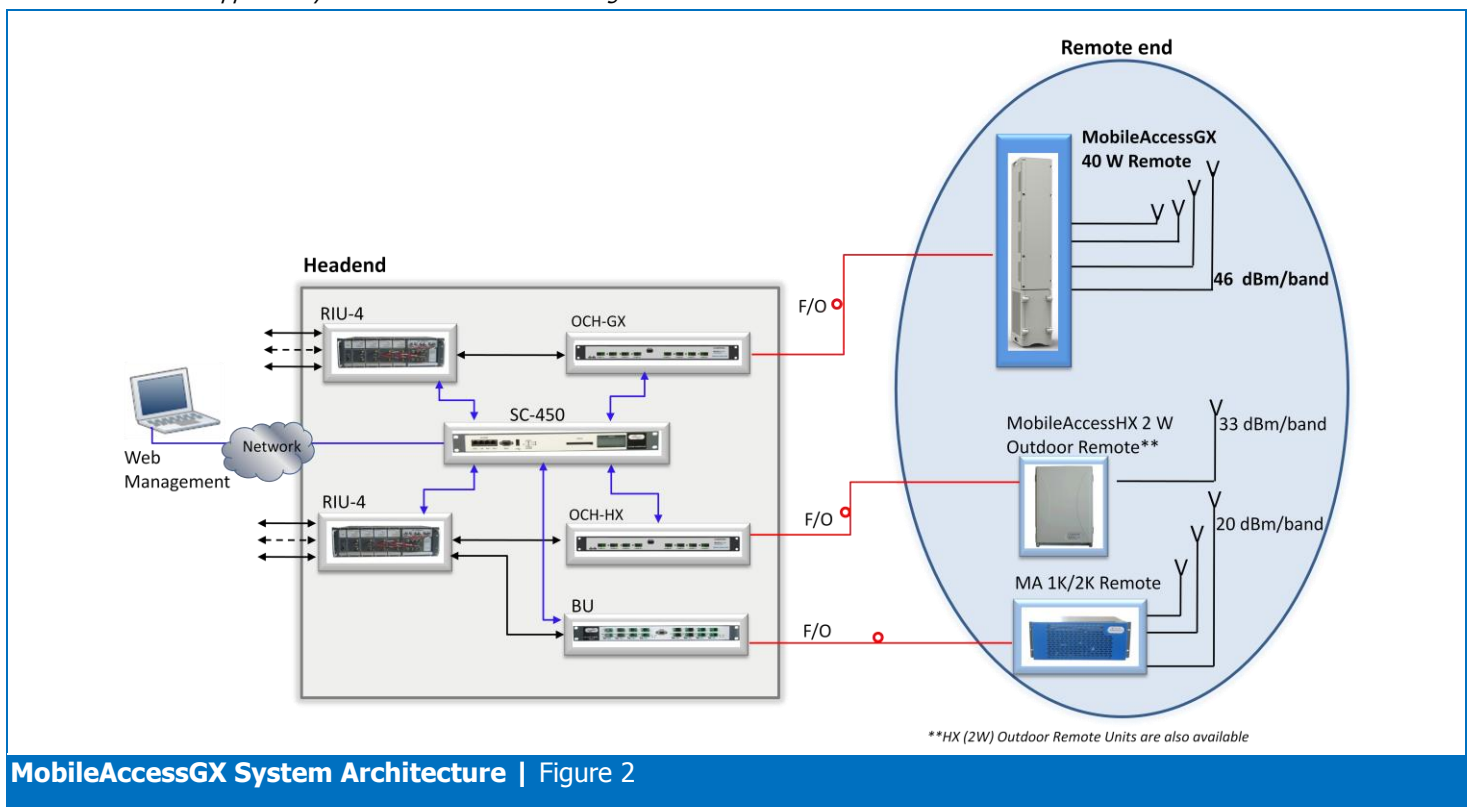 Remote end
MobileAccessGX
40 W Remote
46 dBm/band
Headend
RIU-4
OCH-GX
F/O
SC-450
Network
Web
Management
MobileAccessHX 2 W
Outdoor Remote**
33 dBm/band
RIU-4
OCH-HX
F/O
20 dBm/band
MA 1K/2K Remote
BU
F/O
**HX (2W) Outdoor Remote Units are also available
MobileAccessGX System Architecture | Figure 2